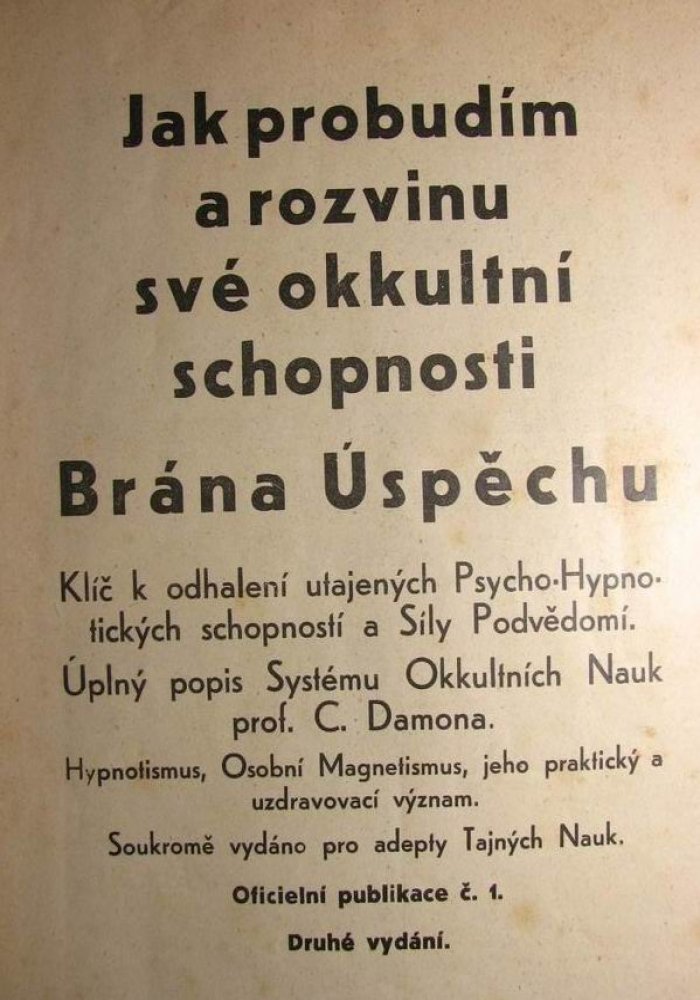 Jak probudím
a rozvinu
své okkultní
schopnosti
Brána Úspěchu
Klíč k odhalení utajených Psycho-Hypno-
tických schopností a Síly Podvědomí.
Úplný popis Systému Okkultních Nauk
prof. C. Damona.
Hypnotismus, Osobní Magnetismus, jeho praktický a
uzdravovací význam.
Soukromě vydáno pro adepty Tajných Nauk.
Oficielní publikace č. 1.
Druhé vydání.